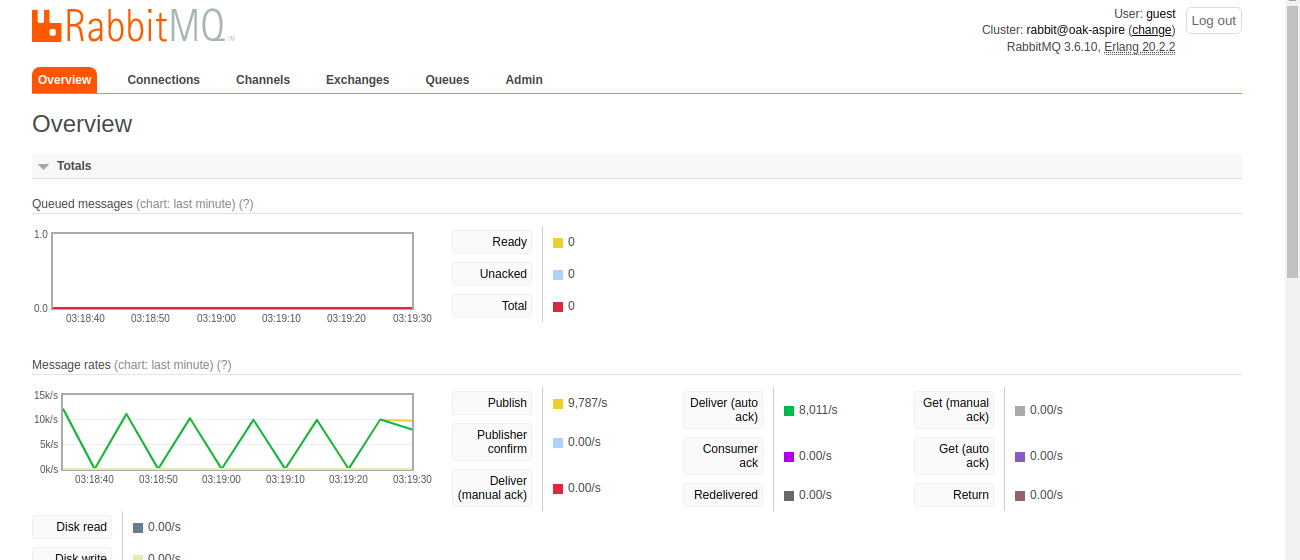 RabbitMQ TM
User: guest
Cluster: rabbit@oak-aspire (change)
RabbitMQ 3.6.10, Erlang 20.2.2
Log out
Overview Connections Channels Exchanges Queues Admin
Overview
Totals
Queued messages (chart: last minute) (?)
1.0
0.0
03:18:40 03:18:50 03:19:00 03:19:10 03:19:20 03:19:30
Ready 0
Unacked 0
Total 0
Message rates (chart: last minute) (?)
15k/s
10k/s
5k/s
0k/s
03:18:40 03:18:50 03:19:00 03:19:10 03:19:20 03:19:30
Publish 9,787/s
Publisher
confirm 0.00/s
Deliver
(manual ack) 0.00/s
Deliver (auto
ack) 8,011/s
Consumer
ack 0.00/s
Redelivered 0.00/s
Get (manual
ack) 0.00/s
Get (auto
ack) 0.00/s
Return 0.00/s
Disk read 0.00/s
Disk write 0.00/s